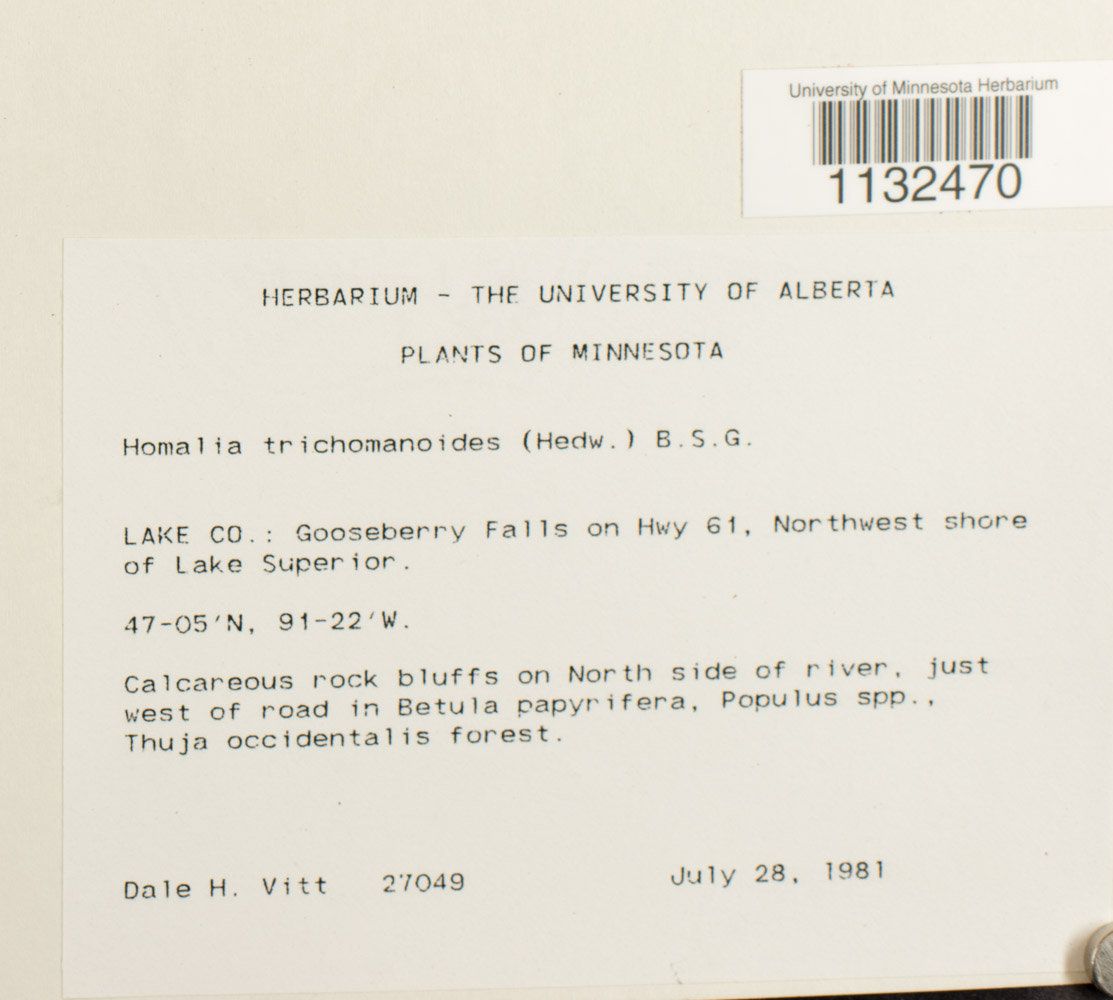 University of Minnesota Herbarium
1132470
HERBARIUM - THE UNIVERSITY OF ALBERTA
PLANTS OF MINNESOTA
Homalia trichomanoides (Hedw.) B.S.G.
LAKE CO.: Gooseberry Falls on Hwy 61, Northwest shore
of Lake Superior.
47-05'N, 91-22'W.
Calcareous rock bluffs on North side of river, just
west of road in Betula papyrifera, Populus spp.,
Thuja occidentalis forest.
Dale H. Vitt 27049 July 28, 1981